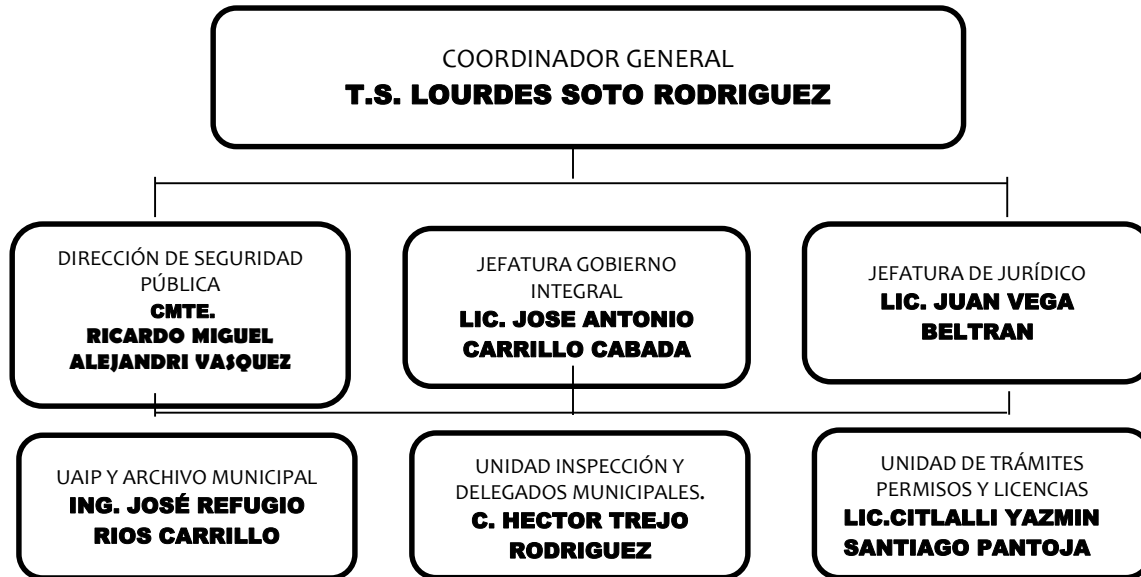 COORDINADOR GENERAL
T.S. LOURDES SOTO RODRIGUEZ
DIRECCIÓN DE SEGURIDAD
PÚBLICA
CMTE.
RICARDO MIGUEL
ALEJANDRI VASQUEZ
JEFATURA GOBIERNO
INTEGRAL
LIC. JOSE ANTONIO
CARRILLO CABADA
JEFATURA DE JURÍDICO
LIC. JUAN VEGA
BELTRAN
UAIP Y ARCHIVO MUNICIPAL
ING. JOSÉ REFUGIO
RIOS CARRILLO
UNIDAD INSPECCIÓN Y
DELEGADOS MUNICIPALES.
C. HECTOR TREJO
RODRIGUEZ
UNIDAD DE TRÁMITES
PERMISOS Y LICENCIAS
LIC.CITLALLI YAZMIN
SANTIAGO PANTOJA